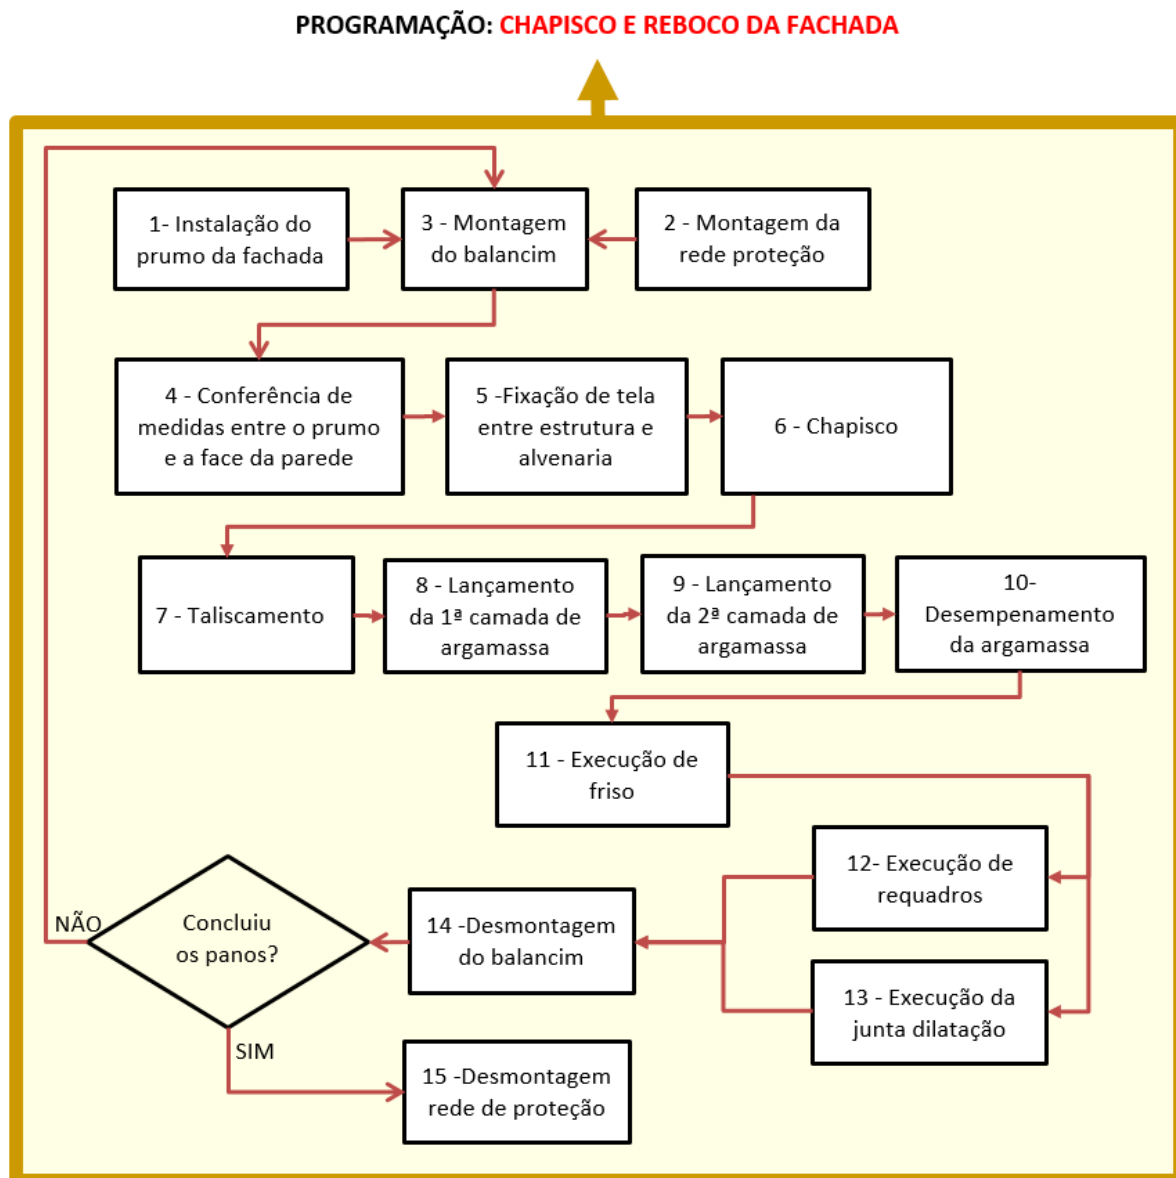 PROGRAMAÇÃO: CHAPISCO E REBOCO DA FACHADA
1- Instalação do
prumo da fachada
3 - Montagem
do balancim
2 - Montagem da
rede proteção
4 - Conferência de
medidas entre o prumo
e a face da parede
5 -Fixação de tela
entre estrutura e
alvenaria
6 - Chapisco
7 - Taliscamento
8 - Lançamento
da 1ª camada de
argamassa
9 - Lançamento
da 2ª camada de
argamassa
10-
Desempenamento
da argamassa
11 - Execução de
friso
12- Execução de
requadros
13 - Execução da
junta dilatação
14 -Desmontagem
do balancim
Concluiu
os panos?
NÃO
SIM
15 -Desmontagem
rede de proteção